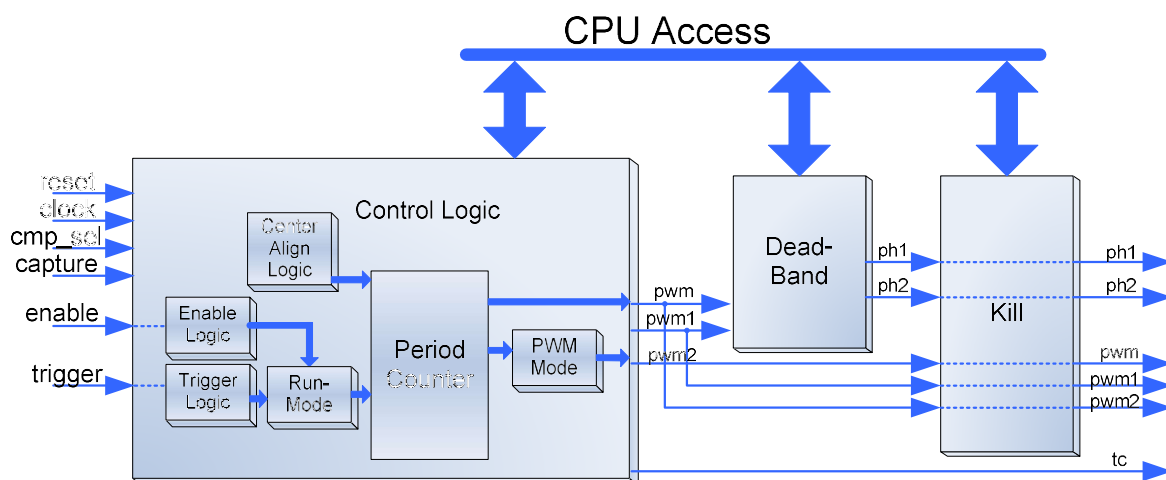 CPU Access
reset
clock
cmp_sel
capture
enable
trigger
Control Logic
Center
Align
Logic
Enable
Logic
Trigger
Logic
Run-
Mode
Period
Counter
PWM
Mode
pwm
pwm1
pwm2
Dead-
Band
ph1
ph2
Kill
ph1
ph2
pwm
pwm1
pwm2
tc